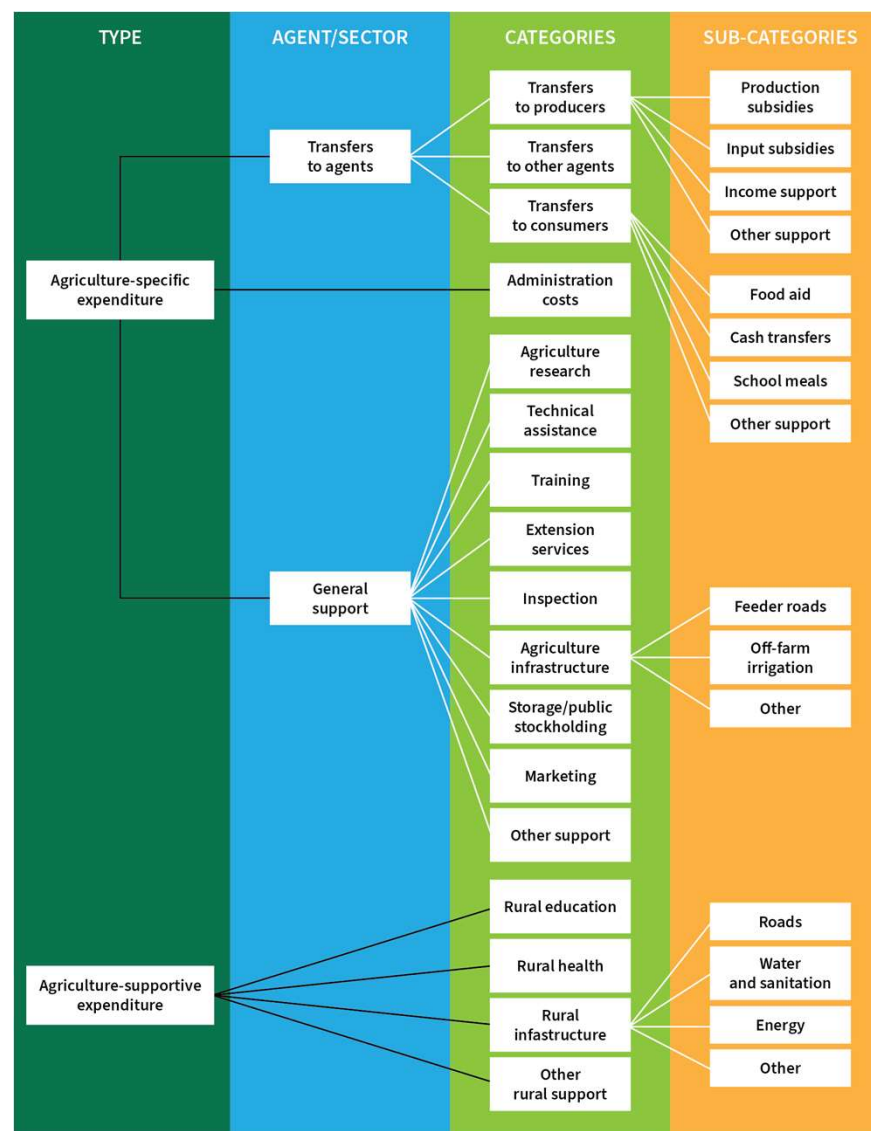 TYPE
AGENT/SECTOR
CATEGORIES
SUB-CATEGORIES
Agriculture-specific
expenditure
Agriculture-supportive
expenditure
Transfers
to agents
General
support
Transfers
to producers
Transfers
to other agents
Transfers
to consumers
Administration
costs
Agriculture
research
Technical
assistance
Training
Extension
services
Inspection
Agriculture
infrastructure
Storage/public
stockholding
Marketing
Other support
Rural education
Rural health
Rural
infastructure
Other
rural support
Production
subsidies
Input subsidies
Income support
Other support
Food aid
Cash transfers
School meals
Other support
Feeder roads
Off-farm
irrigation
Other
Roads
Water
and sanitation
Energy
Other